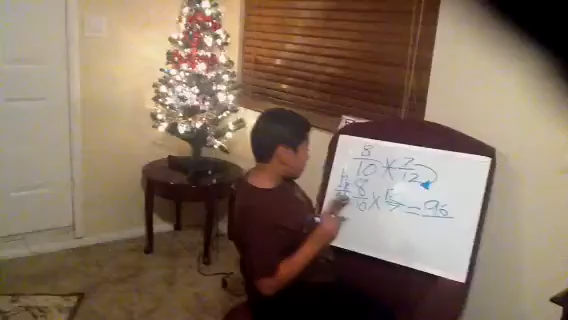 8/10 × 7/12
8/10 × 12/7 = 96